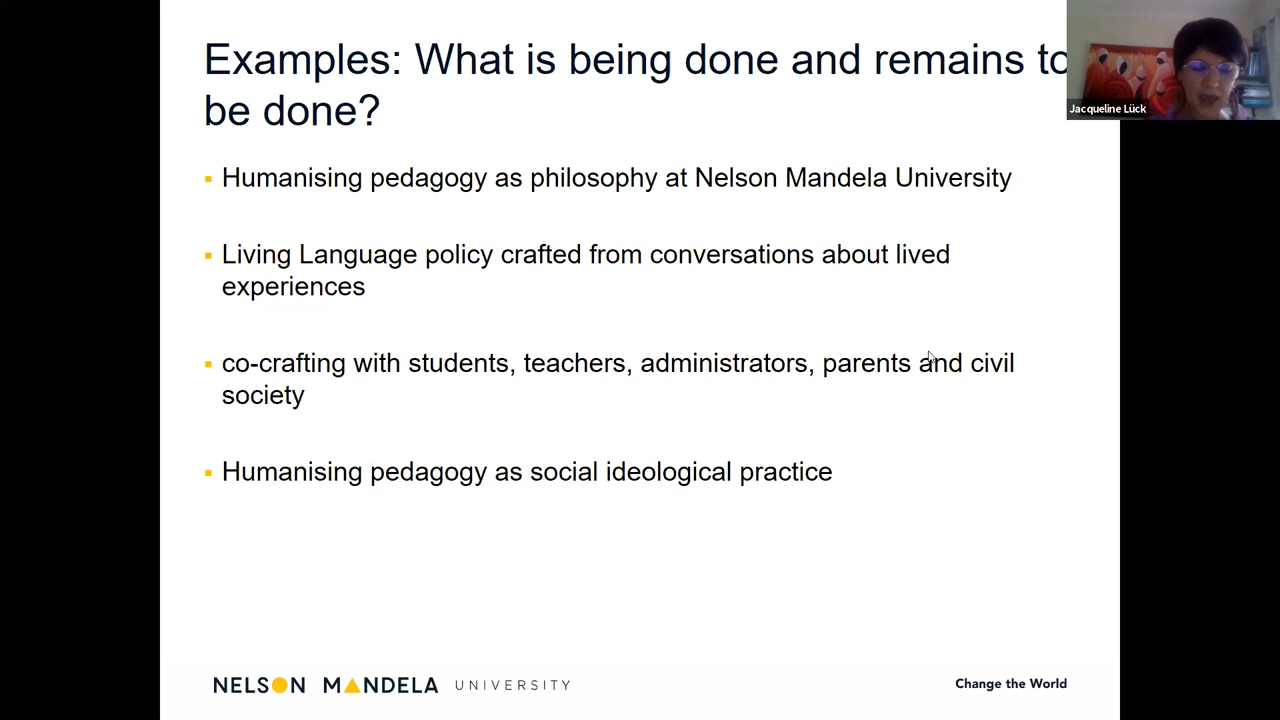 Examples: What is being done and remains to
be done?
Jacqueline Lück
Humanising pedagogy as philosophy at Nelson Mandela University
Living Language policy crafted from conversations about lived
experiences
co-crafting with students, teachers, administrators, parents and civil
society
Humanising pedagogy as social ideological practice
NELSON MANDELA UNIVERSITY
Change the World